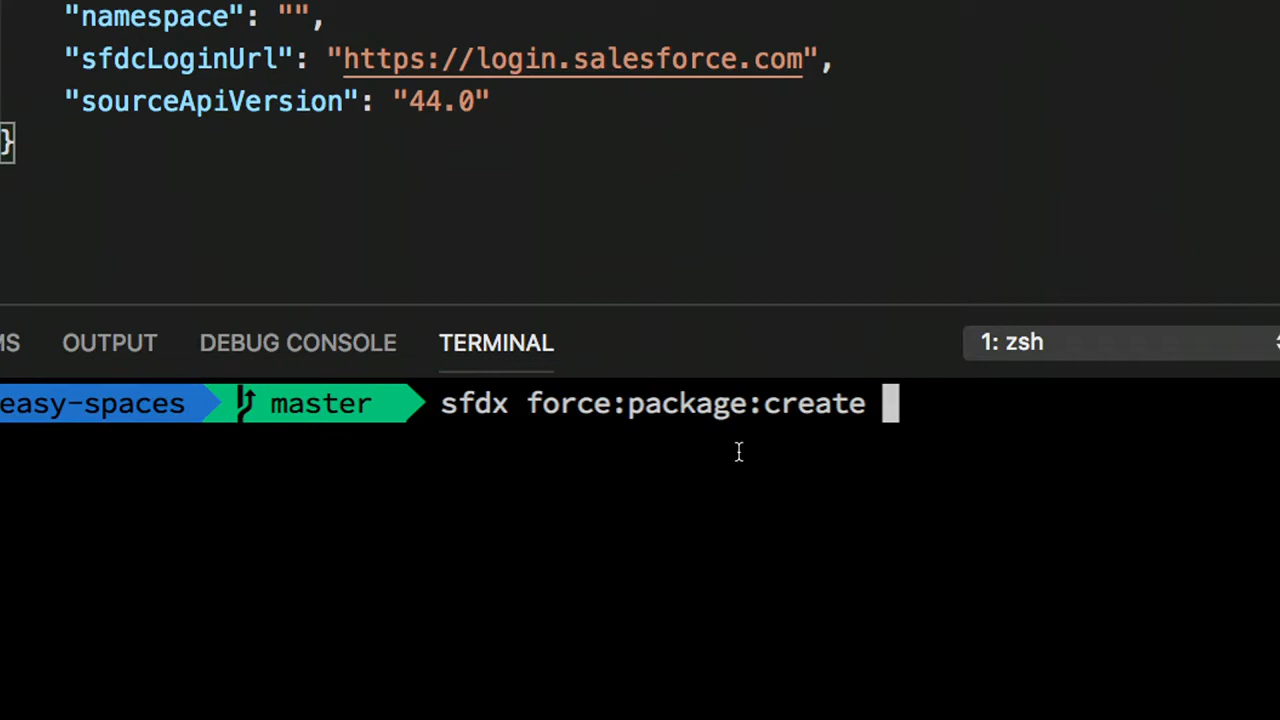 "namespace": "",
"sfdcLoginUrl": "https://login.salesforce.com",
"sourceApiVersion": "44.0"
}
MS OUTPUT DEBUG CONSOLE TERMINAL 1: zsh
easy-spaces master sfdx force:package:create